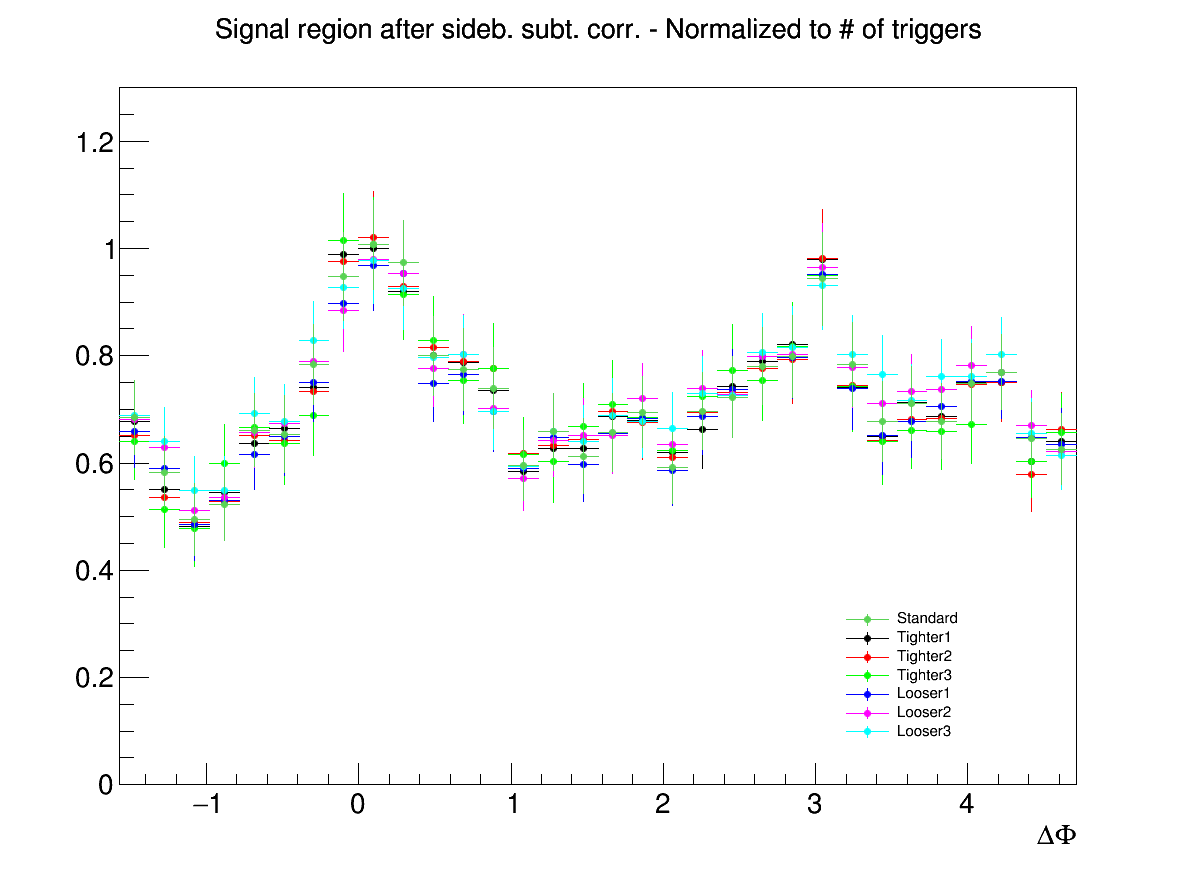 Signal region after sideb. subt. corr. - Normalized to # of triggers
1.2
1
0.8
0.6
0.4
0.2
0
Standard
Tighter1
Tighter2
Tighter3
Looser1
Looser2
Looser3
−1 0 1 2 3 4
ΔΦ